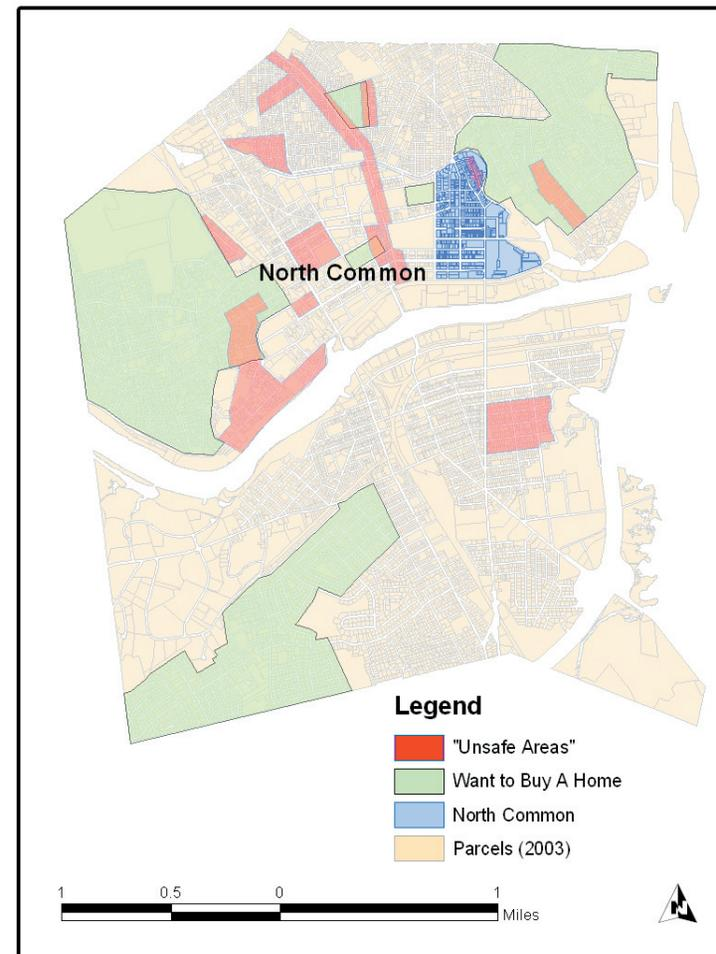 North Common
Legend
"Unsafe Areas"
Want to Buy A Home
North Common
Parcels (2003)
1 0.5 0 1
Miles
N